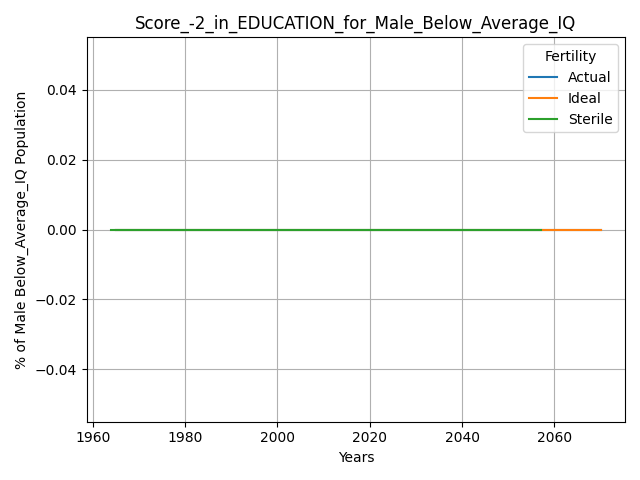 Score_-2_in_EDUCATION_for_Male_Below_Average_IQ
Fertility
Actual
Ideal
Sterile
% of Male Below_Average_IQ Population
0.04
0.02
0.00
−0.02
−0.04
1960 1980 2000 2020 2040 2060
Years